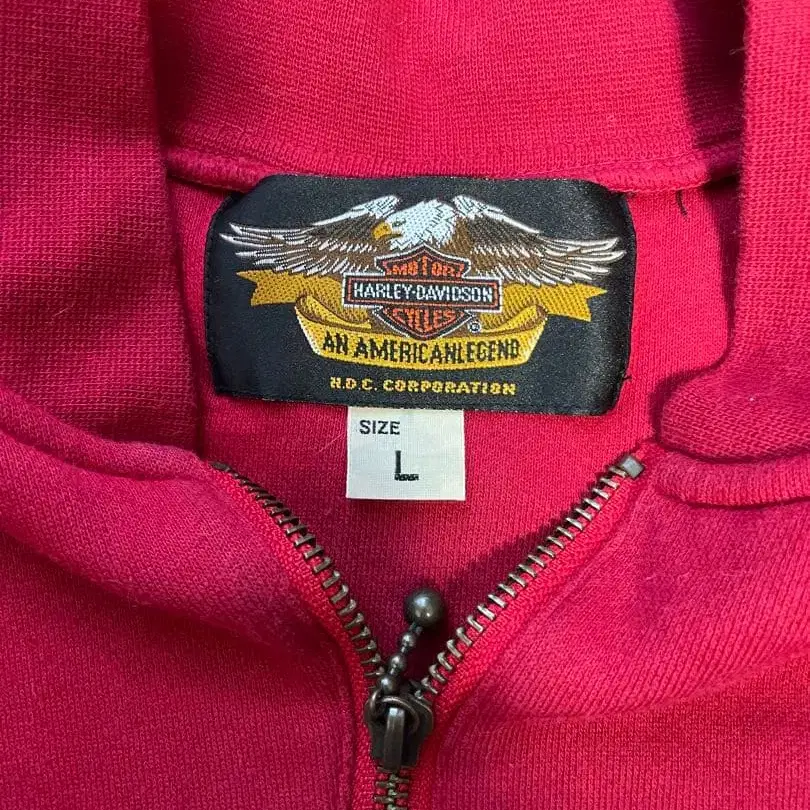 MOTOR
HARLEY-DAVIDSON
CYCLES
®
AN AMERICAN LEGEND
H.D.C. CORPORATION
SIZE
L